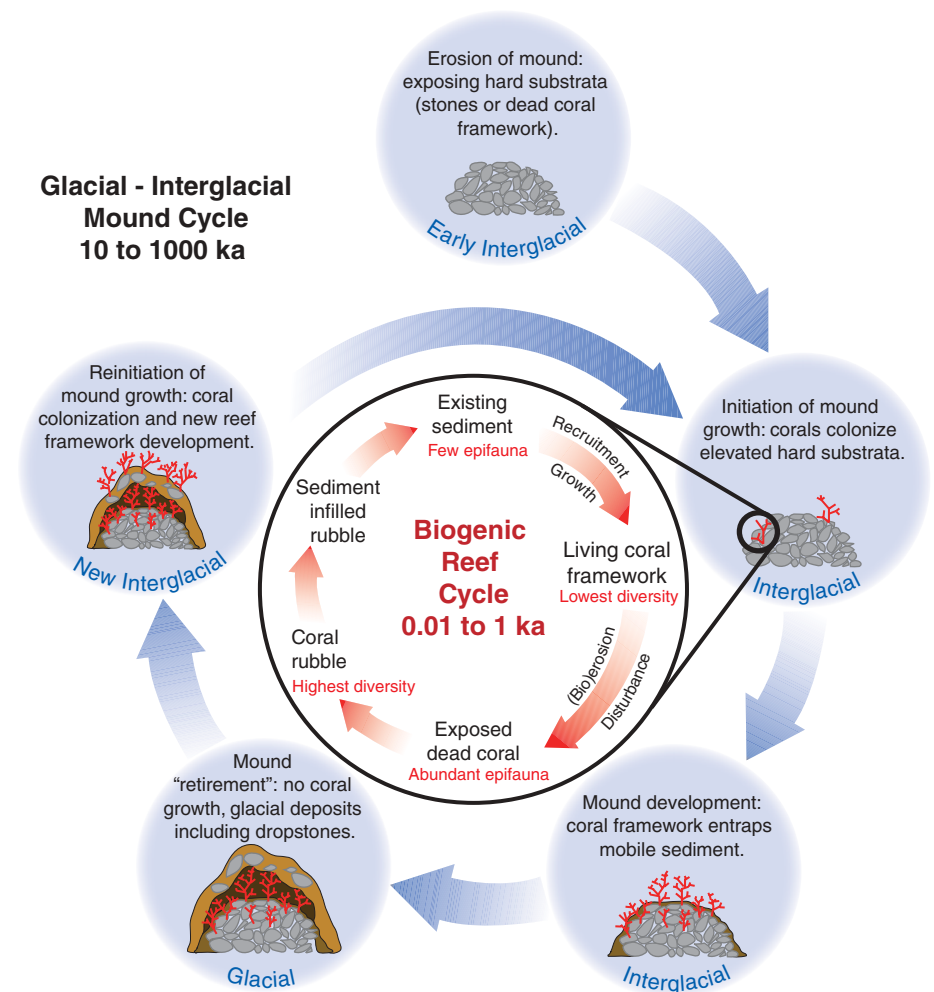 Erosion of mound:
exposing hard substrata
(stones or dead coral
framework).
Early Interglacial
Glacial - Interglacial
Mound Cycle
10 to 1000 ka
Initiation of mound
growth: corals colonize
elevated hard substrata.
Interglacial
Mound development:
coral framework entraps
mobile sediment.
Interglacial
Mound
“retirement”: no coral
growth, glacial deposits
including dropstones.
Glacial
Reinitiation of
mound growth: coral
colonization and new reef
framework development.
New Interglacial
Biogenic
Reef
Cycle
0.01 to 1 ka
Existing
sediment
Few epifauna
Recruitment
Growth
Living coral
framework
Lowest diversity
(Bio)erosion
Disturbance
Exposed
dead coral
Abundant epifauna
Coral
rubble
Highest diversity
Sediment
infilled
rubble